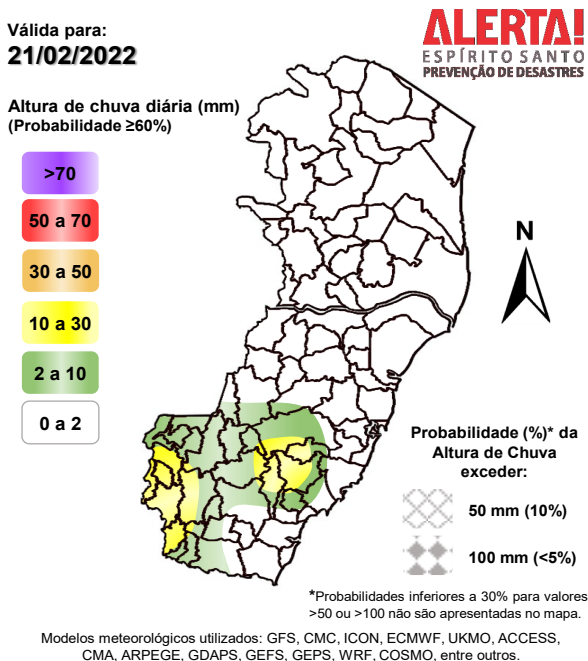 Válida para:
21/02/2022
ALERTA!
ESPÍRITO SANTO
PREVENÇÃO DE DESASTRES
Altura de chuva diária (mm)
(Probabilidade ≥60%)
>70
50 a 70
30 a 50
10 a 30
2 a 10
0 a 2
N
Probabilidade (%)* da
Altura de Chuva
exceder:
50 mm (10%)
100 mm (<5%)
*Probabilidades inferiores a 30% para valores
>50 ou >100 não são apresentadas no mapa.
Modelos meteorológicos utilizados: GFS, CMC, ICON, ECMWF, UKMO, ACCESS,
CMA, ARPEGE, GDAPS, GEFS, GEPS, WRF, COSMO, entre outros.